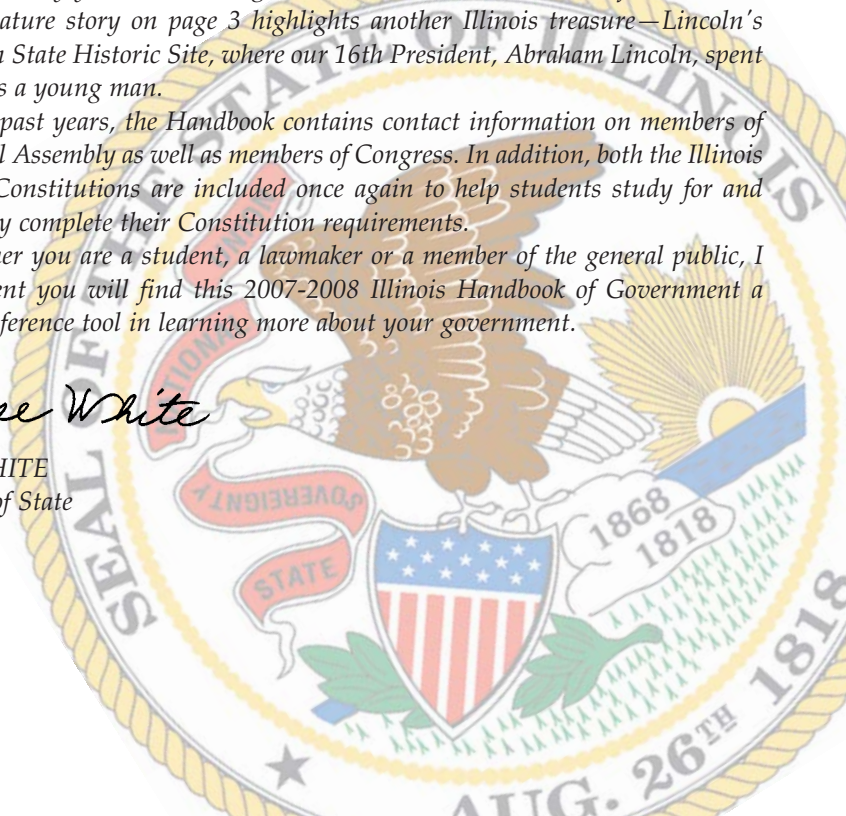 ature story on page 3 highlights another Illinois treasure—Lincoln's
n State Historic Site, where our 16th President, Abraham Lincoln, spent
s a young man.
past years, the Handbook contains contact information on members of
l Assembly as well as members of Congress. In addition, both the Illinois
Constitutions are included once again to help students study for and
y complete their Constitution requirements.
er you are a student, a lawmaker or a member of the general public, I
ent you will find this 2007-2008 Illinois Handbook of Government a
ference tool in learning more about your government.
se White
HITE
of State
SEAL OF THE STATE OF ILLINOIS
AUG. 26TH 1818
UNION
NATIONAL
SOVEREIGNTY
STATE
1868
1818